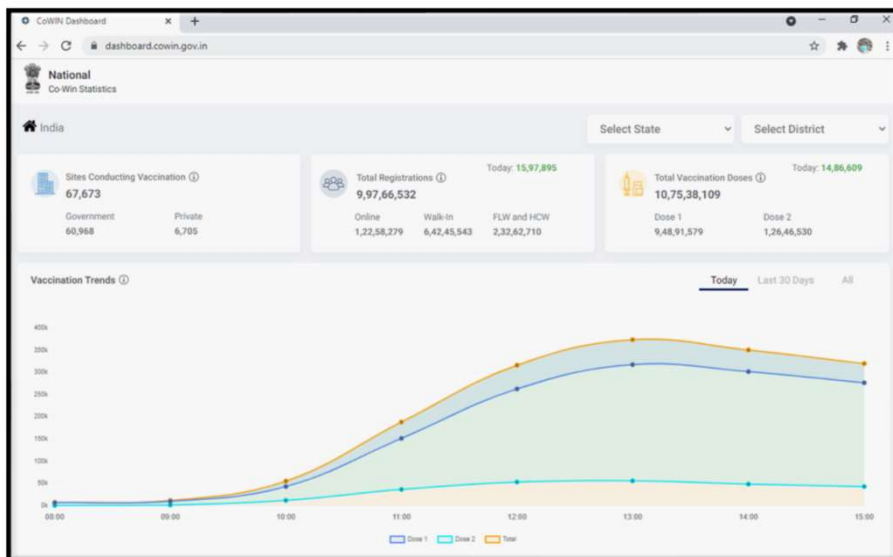 CoWIN Dashboard
dashboard.cowin.gov.in
National
Co-Win Statistics
India
Select State
Select District
Sites Conducting Vaccination
67,673
Government Private
60,968 6,705
Today: 15,97,895
Total Registrations
9,97,66,532
Online Walk-In FLW and HCW
1,22,58,279 6,42,45,543 2,32,62,710
Today: 14,86,609
Total Vaccination Doses
10,75,38,109
Dose 1 Dose 2
9,48,91,579 1,26,46,530
Vaccination Trends
Today Last 30 Days All
400k
350k
300k
250k
200k
150k
100k
50k
0k
08:00 09:00 10:00 11:00 12:00 13:00 14:00 15:00
Dose 1 Dose 2 Total